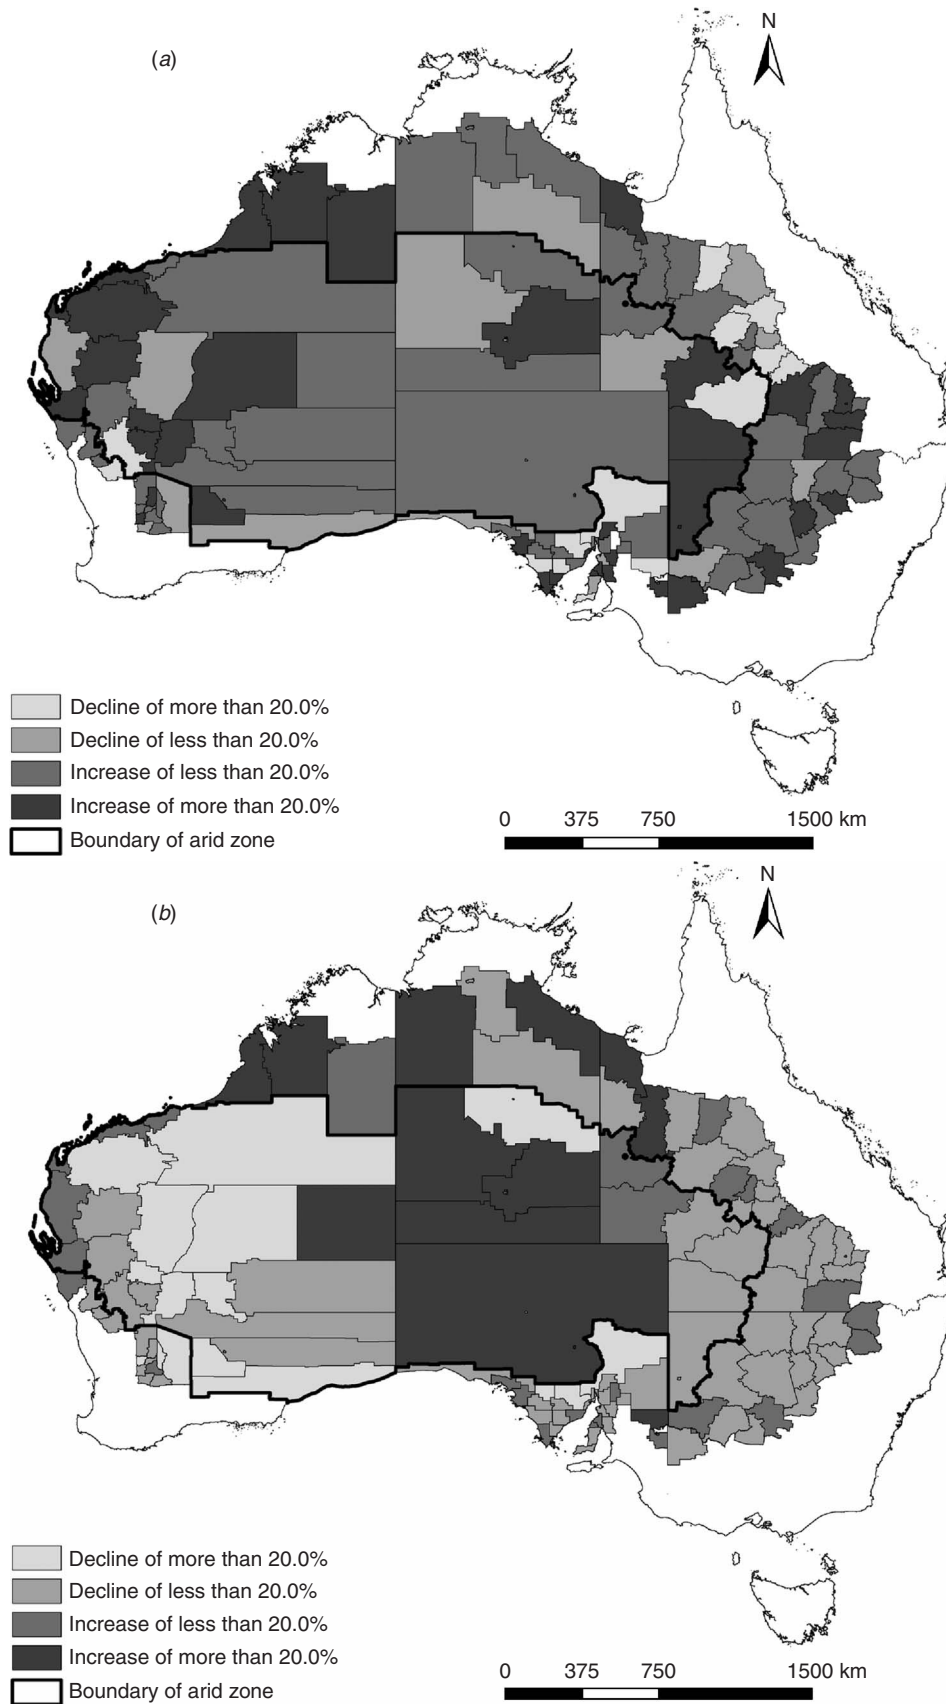 (a)
N
Decline of more than 20.0%
Decline of less than 20.0%
Increase of less than 20.0%
Increase of more than 20.0%
Boundary of arid zone
0 375 750 1500 km
(b)
N
Decline of more than 20.0%
Decline of less than 20.0%
Increase of less than 20.0%
Increase of more than 20.0%
Boundary of arid zone
0 375 750 1500 km